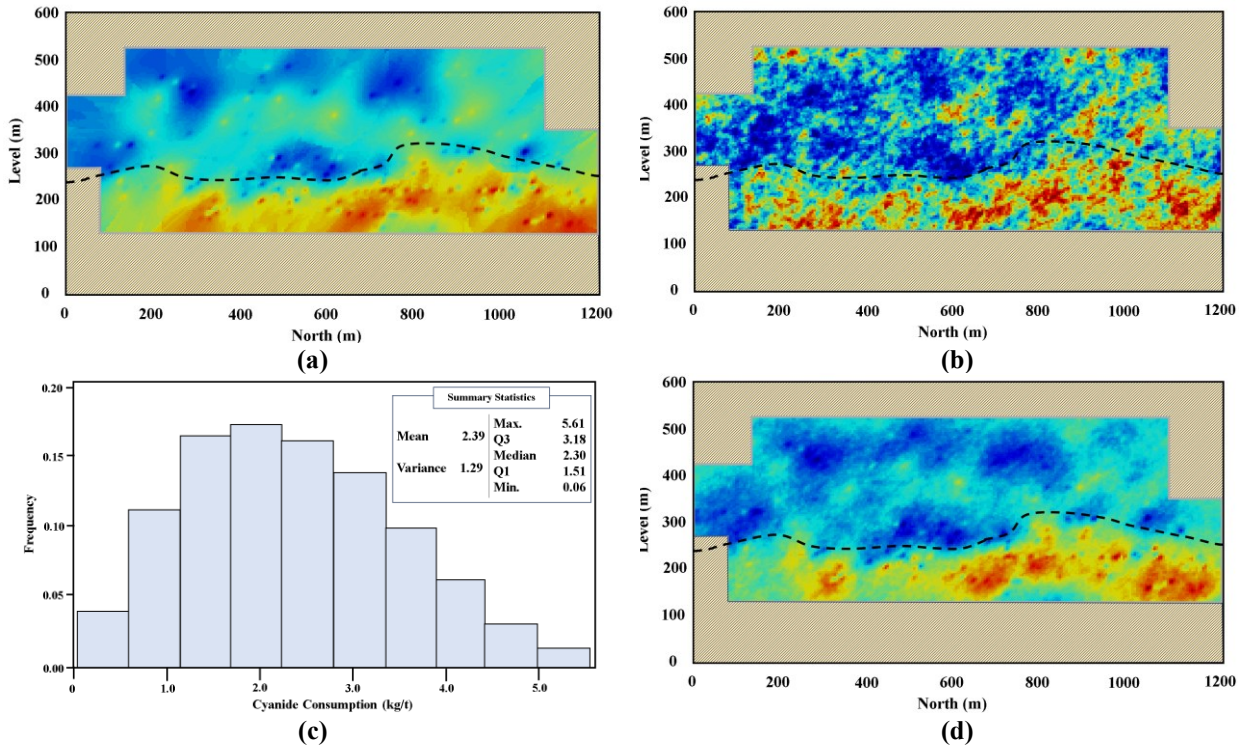 600
500
400
300
200
100
0
Level (m)
0 200 400 600 800 1000 1200
North (m)
(a)
600
500
400
300
200
100
0
Level (m)
0 200 400 600 800 1000 1200
North (m)
(b)
0.20
0.15
0.10
0.05
0.00
Frequency
Summary Statistics
Mean 2.39
Variance 1.29
Max. 5.61
Q3 3.18
Median 2.30
Q1 1.51
Min. 0.06
0 1.0 2.0 3.0 4.0 5.0
Cyanide Consumption (kg/t)
(c)
600
500
400
300
200
100
0
Level (m)
0 200 400 600 800 1000 1200
North (m)
(d)